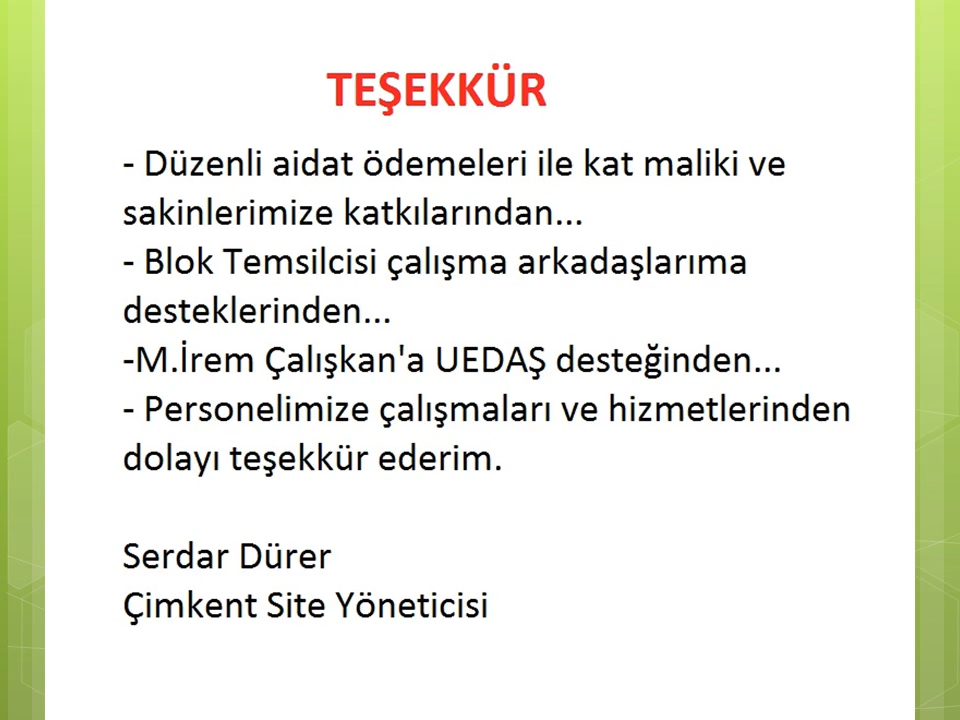 TEŞEKKÜR
- Düzenli aidat ödemeleri ile kat maliki ve
sakinlerimize katkılarından...
- Blok Temsilcisi çalışma arkadaşlarıma
desteklerinden...
-M.İrem Çalışkan'a UEDAŞ desteğinden...
- Personelimize çalışmaları ve hizmetlerinden
dolayı teşekkür ederim.
Serdar Dürer
Çimkent Site Yöneticisi